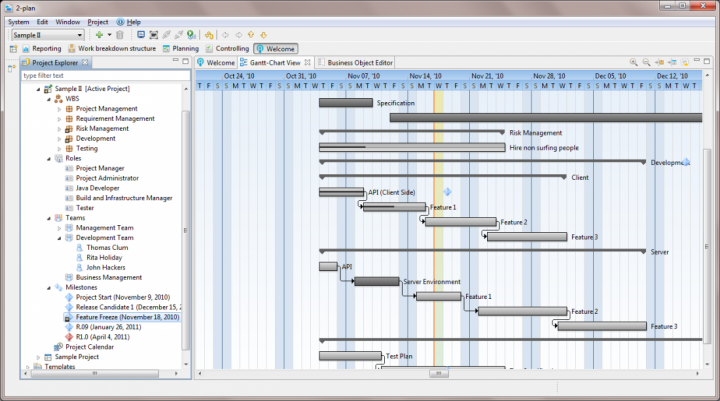 2-plan
System Edit Window Project Help
Sample II
Reporting Work breakdown structure Planning Controlling Welcome
Project Explorer
type filter text
Sample II [Active Project]
WBS
Project Management
Requirement Management
Risk Management
Development
Testing
Roles
Project Manager
Project Administrator
Java Developer
Build and Infrastructure Manager
Tester
Teams
Management Team
Development Team
Thomas Clum
Rita Holiday
John Hackers
Business Management
Milestones
Project Start (November 9, 2010)
Release Candidate 1 (December 15, 2
Feature Freeze (November 18, 2010)
R.09 (January 26, 2011)
R1.0 (April 4, 2011)
Project Calendar
Sample Project
Templates
Welcome Gantt-Chart View Business Object Editor
Oct 24, '10 Oct 31, '10 Nov 07, '10 Nov 14, '10 Nov 21, '10 Nov 28, '10 Dec 05, '10 Dec 12, '10
T F S S M T W T F S S M T W T F S S M T W T F S S M T W T F S S M T W T F S S M T W T F S S M T W T F S S M T W T F
Specification
Risk Management
Hire non surfing people
Developmen
Client
API (Client Side)
Feature 1
Feature 2
Feature 3
Server
API
Server Environment
Feature 1
Feature 2
Feature 3
Test Plan